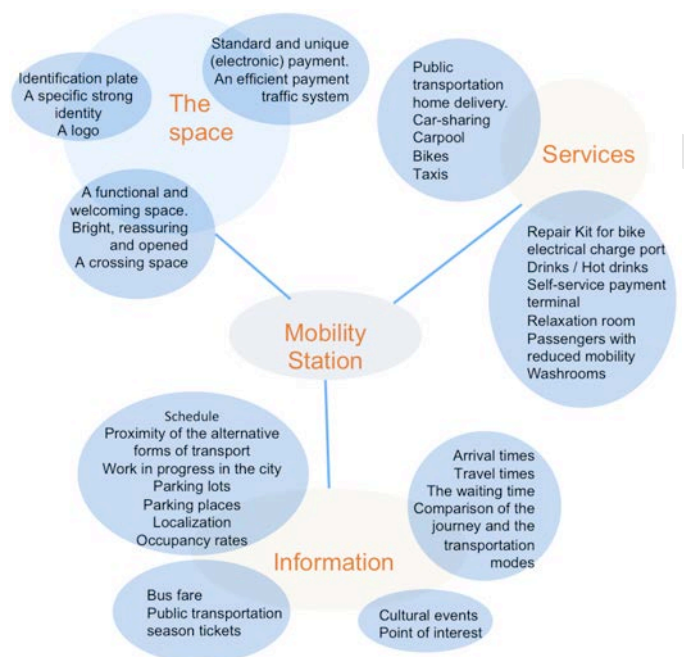 Identification plate
A specific strong
identity
A logo
The
space
Standard and unique
(electronic) payment.
An efficient payment
traffic system
A functional and
welcoming space.
Bright, reassuring
and opened
A crossing space
Public
transportation
home delivery.
Car-sharing
Carpool
Bikes
Taxis
Services
Repair Kit for bike
electrical charge port
Drinks / Hot drinks
Self-service payment
terminal
Relaxation room
Passengers with
reduced mobility
Washrooms
Mobility
Station
Schedule
Proximity of the alternative
forms of transport
Work in progress in the city
Parking lots
Parking places
Localization
Occupancy rates
Arrival times
Travel times
The waiting time
Comparison of the
journey and the
transportation
modes
Information
Bus fare
Public transportation
season tickets
Cultural events
Point of interest